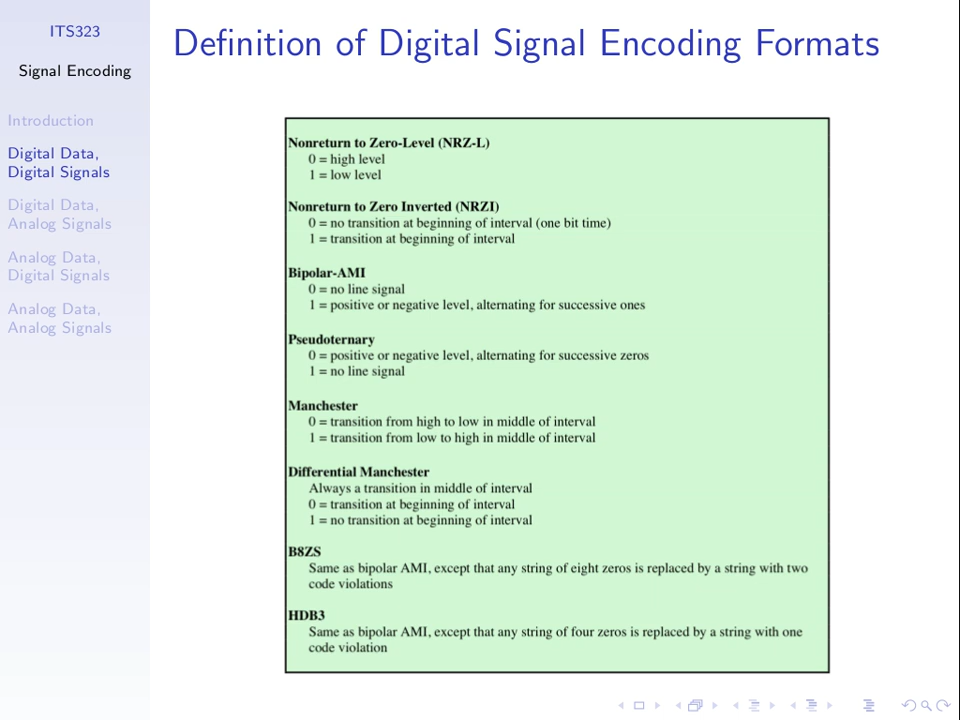 ITS323
Signal Encoding
Introduction
Digital Data,
Digital Signals
Digital Data,
Analog Signals
Analog Data,
Digital Signals
Analog Data,
Analog Signals
Definition of Digital Signal Encoding Formats
Nonreturn to Zero-Level (NRZ-L)
0 = high level
1 = low level
Nonreturn to Zero Inverted (NRZI)
0 = no transition at beginning of interval (one bit time)
1 = transition at beginning of interval
Bipolar-AMI
0 = no line signal
1 = positive or negative level, alternating for successive ones
Pseudoternary
0 = positive or negative level, alternating for successive zeros
1 = no line signal
Manchester
0 = transition from high to low in middle of interval
1 = transition from low to high in middle of interval
Differential Manchester
Always a transition in middle of interval
0 = transition at beginning of interval
1 = no transition at beginning of interval
B8ZS
Same as bipolar AMI, except that any string of eight zeros is replaced by a string with two
code violations
HDB3
Same as bipolar AMI, except that any string of four zeros is replaced by a string with one
code violation